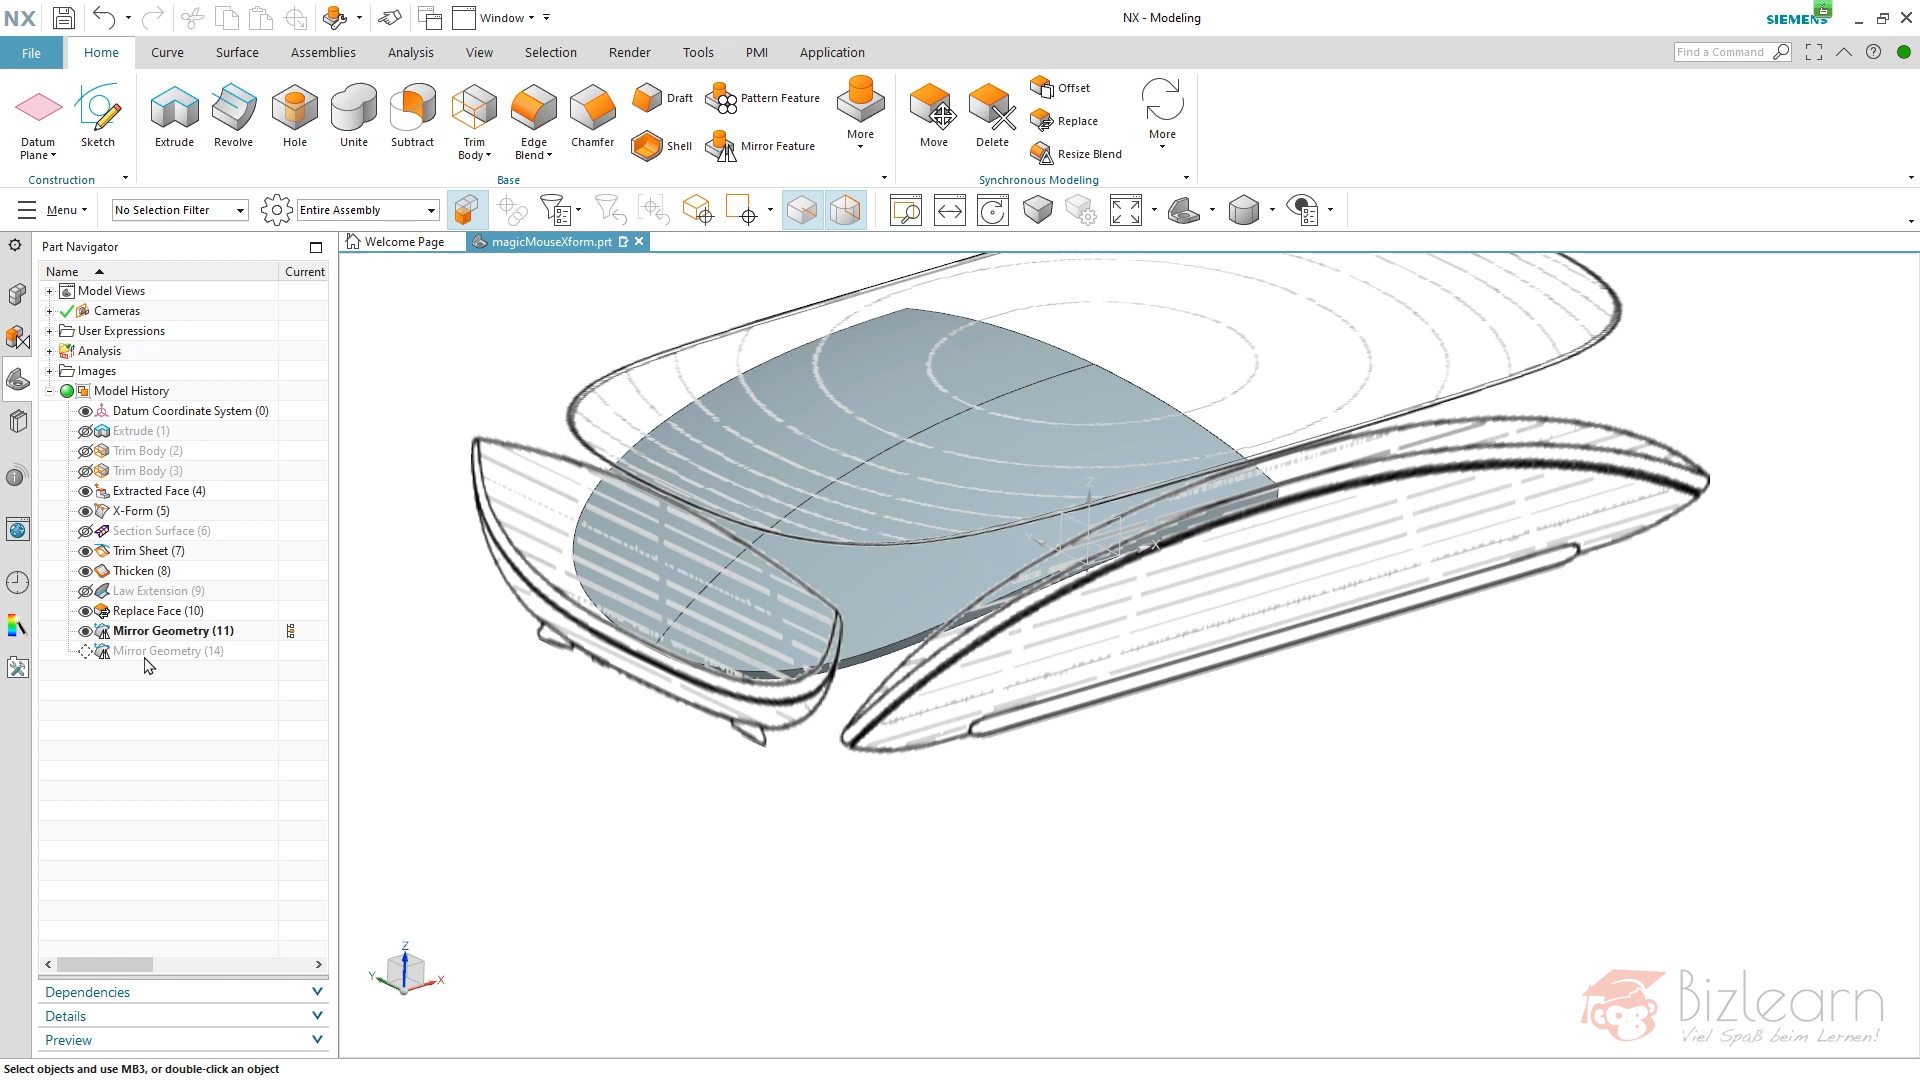 NX
Window
NX - Modeling
SIEMENS
File
Home
Curve
Surface
Assemblies
Analysis
View
Selection
Render
Tools
PMI
Application
Find a Command
Datum
Plane
Sketch
Extrude
Revolve
Hole
Unite
Subtract
Trim
Body
Edge
Blend
Chamfer
Draft
Shell
Pattern Feature
Mirror Feature
More
Move
Delete
Offset
Replace
Resize Blend
More
Construction
Base
Synchronous Modeling
Menu
No Selection Filter
Entire Assembly
Part Navigator
Welcome Page
magicMouseXform.prt
Name
Current
Model Views
Cameras
User Expressions
Analysis
Images
Model History
Datum Coordinate System (0)
Extrude (1)
Trim Body (2)
Trim Body (3)
Extracted Face (4)
X-Form (5)
Section Surface (6)
Trim Sheet (7)
Thicken (8)
Law Extension (9)
Replace Face (10)
Mirror Geometry (11)
Mirror Geometry (14)
Z
X
Z
Y
X
Dependencies
Details
Preview
Bizlearn
Viel Spaß beim Lernen!
Select objects and use MB3, or double-click an object